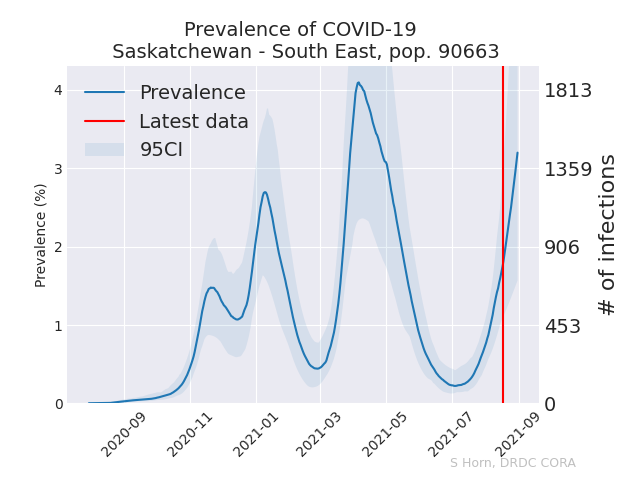 Prevalence of COVID-19
Saskatchewan - South East, pop. 90663
Prevalence
Latest data
95CI
Prevalence (%)
4
3
2
1
0
1813
1359
906
453
0
# of infections
2020-09
2020-11
2021-01
2021-03
2021-05
2021-07
2021-09
S Horn, DRDC CORA